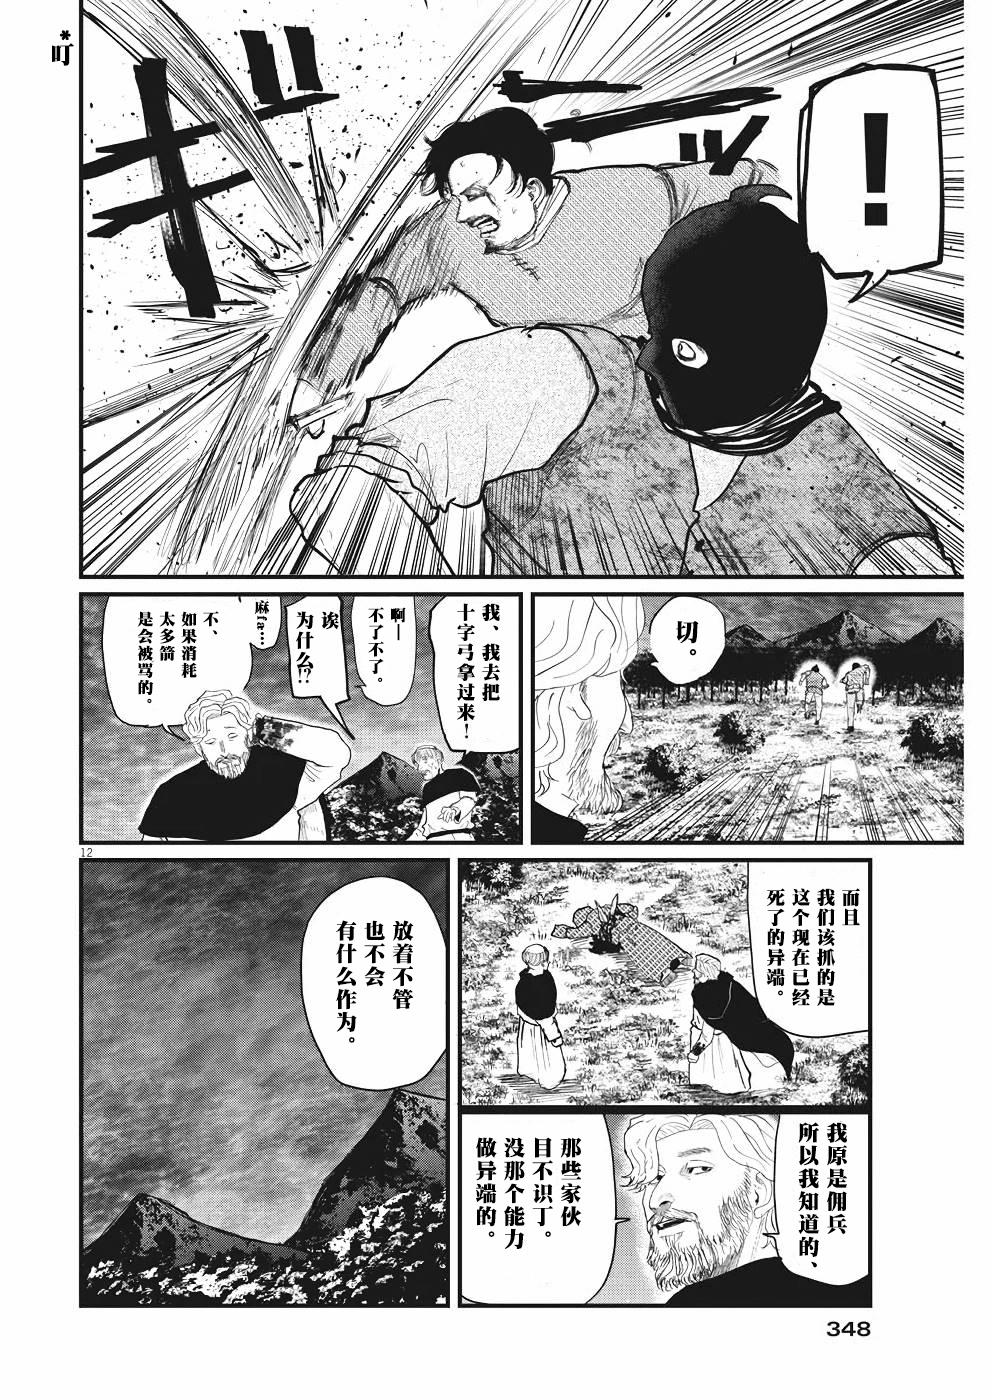 *叮
ギィン
!
切。
我、我去把
十字弓拿过来！
啊—
不了不了。
诶
为什么⁉
麻fa…
不、
如果消耗
太多箭
是会被骂的。
12
而且
我们该抓的是
这个现在已经
死了的异端。
我原是佣兵
所以我知道的、
那些家伙
目不识丁。
没那个能力
做异端的。
放着不管
也不会
有什么作为。
348